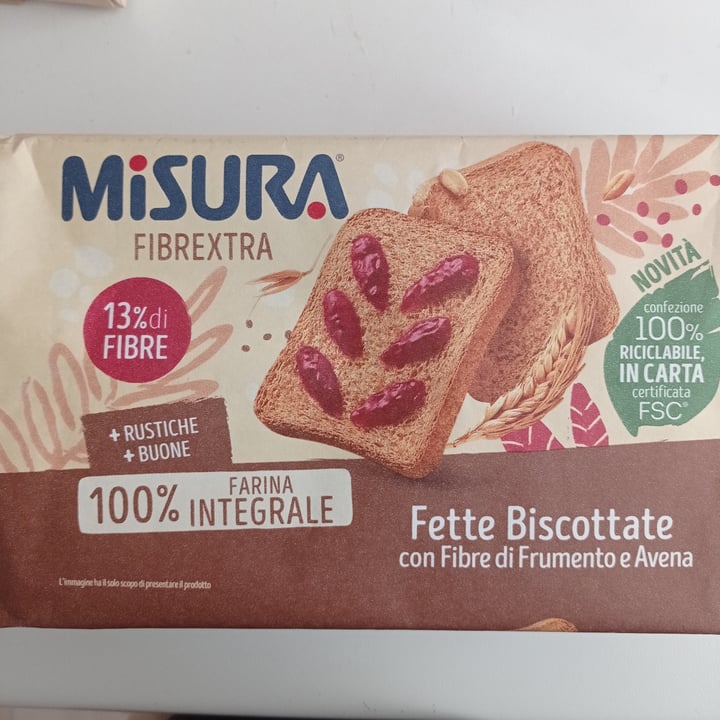 MiSURA®
FIBREXTRA
13% di
FIBRE
+ RUSTICHE
+ BUONE
100% FARINA
INTEGRALE
NOVITÀ
confezione
100%
RICICLABILE,
IN CARTA
certificata
FSC®
Fette Biscottate
con Fibre di Frumento e Avena
L'immagine ha il solo scopo di presentare il prodotto